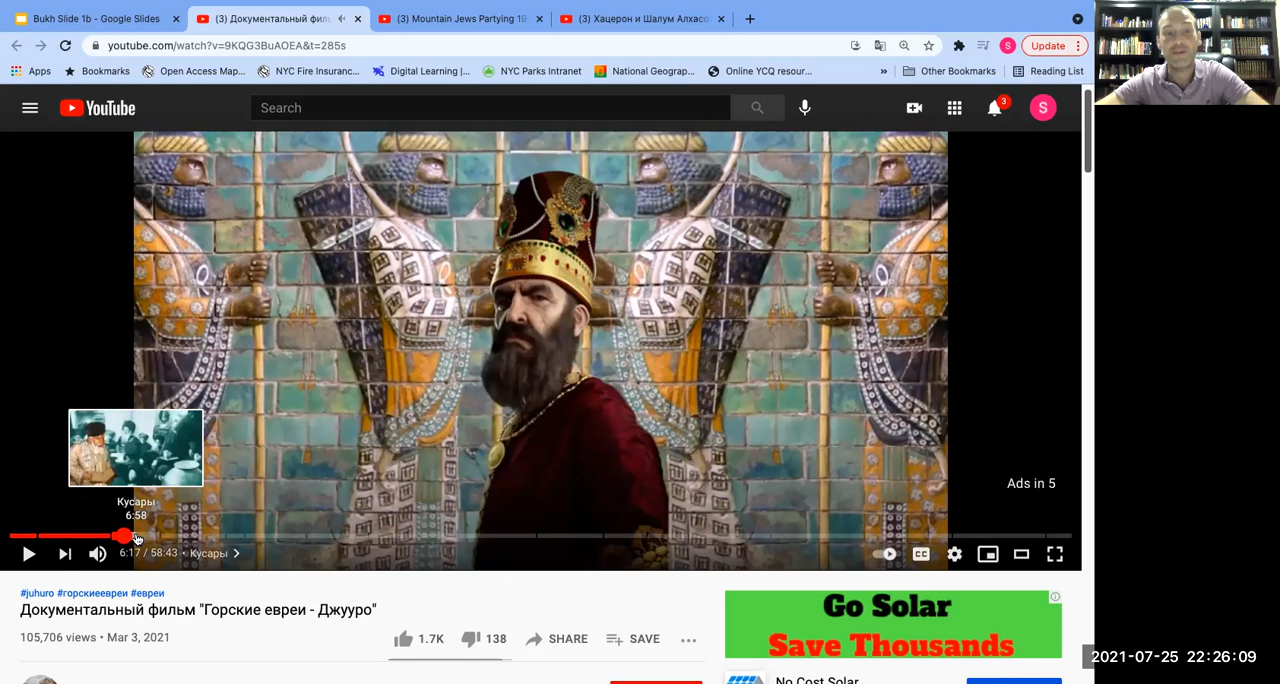 Bukh Slide 1b - Google Slides
(3) Документальный фил
(3) Mountain Jews Partying 19
(3) Хацерон и Шалум Алхасо
youtube.com/watch?v=9KQG3BuAOEA&t=285s
S
Update
Apps
Bookmarks
Open Access Map...
NYC Fire Insuranc...
Digital Learning |...
NYC Parks Intranet
National Geograp...
Online YCQ resour...
»
Other Bookmarks
Reading List
YouTube
Search
3
S
Ads in 5
Кусары
6:58
6:17 / 58:43 • Кусары
CC
#juhuro #горскиеевреи #евреи
Документальный фильм "Горские евреи - Джууро"
105,706 views • Mar 3, 2021
1.7K
138
SHARE
SAVE
Go Solar
Save Thousands
No Cost Solar
2021-07-25 22:26:09